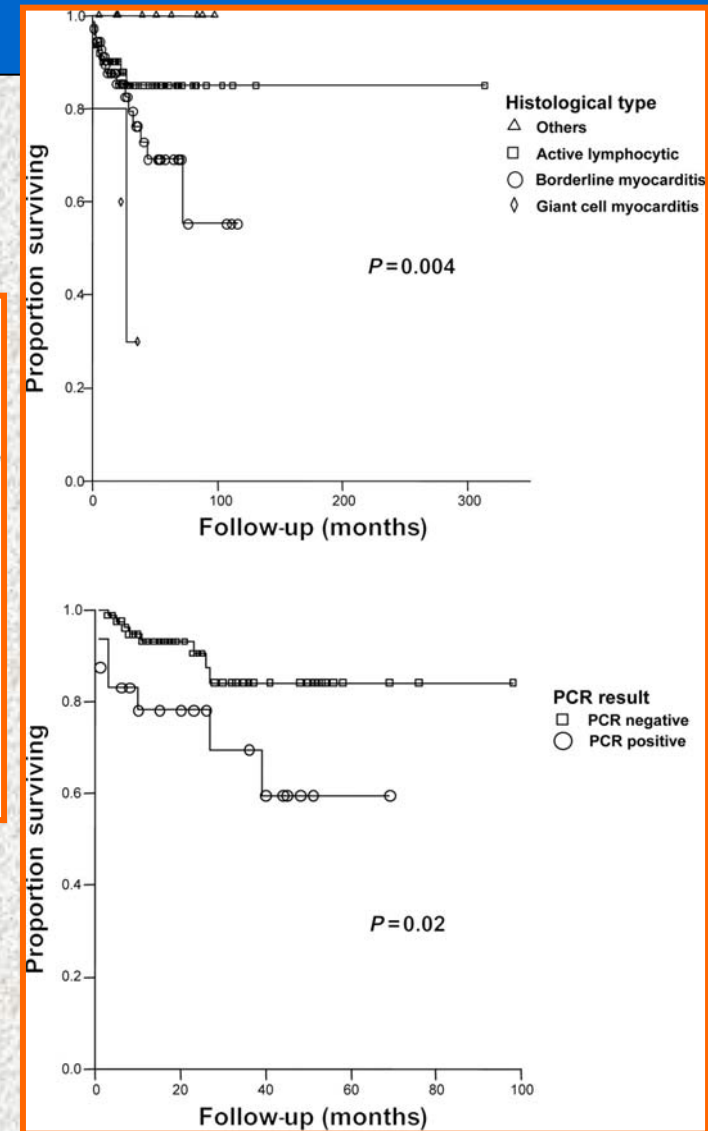 Proportion surviving
1.0
0.8
0.6
0.4
0.2
0.0
0
100
200
300
Follow-up (months)
Histological type
Others
Active lymphocytic
Borderline myocarditis
Giant cell myocarditis
P=0.004
Proportion surviving
1.0
0.8
0.6
0.4
0.2
0.0
0
20
40
60
80
100
Follow-up (months)
PCR result
PCR negative
PCR positive
P=0.02